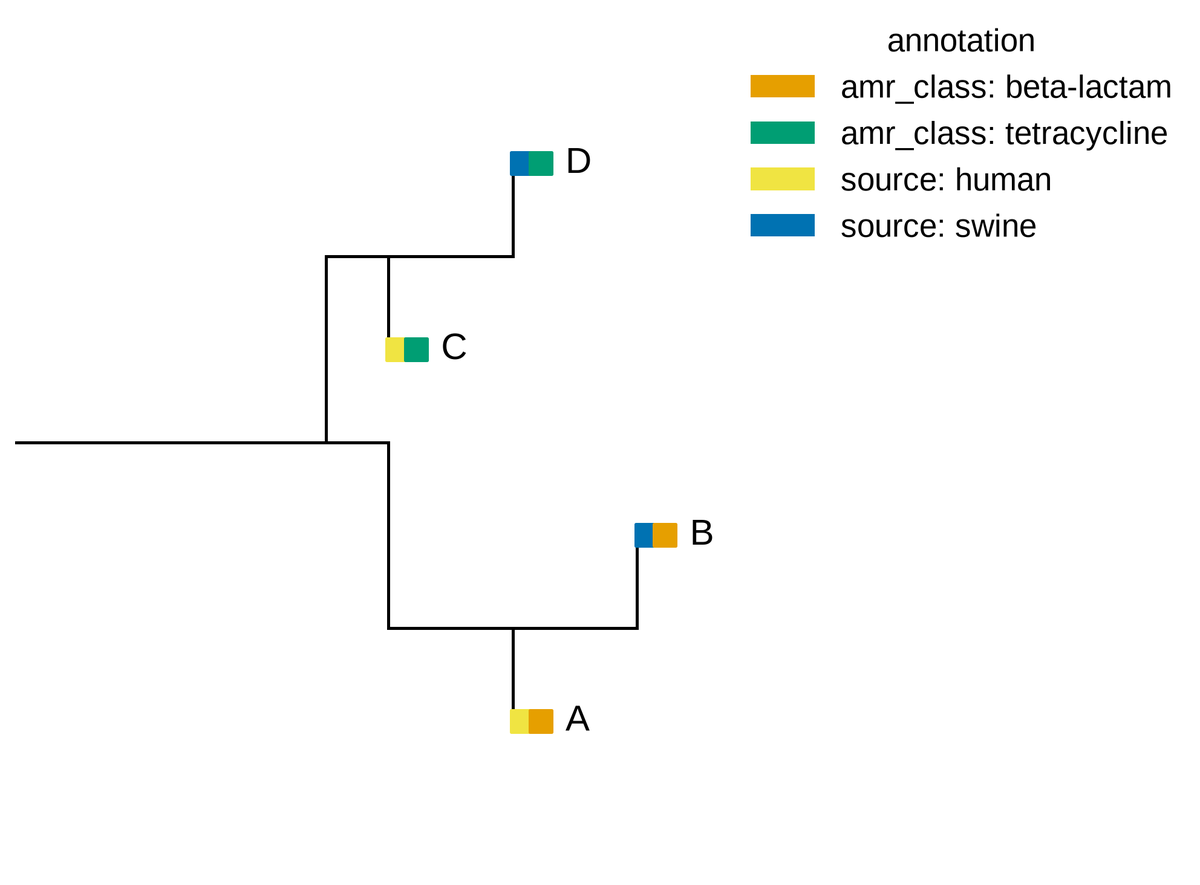 annotation
amr_class: beta-lactam
amr_class: tetracycline
source: human
source: swine
D
C
B
A